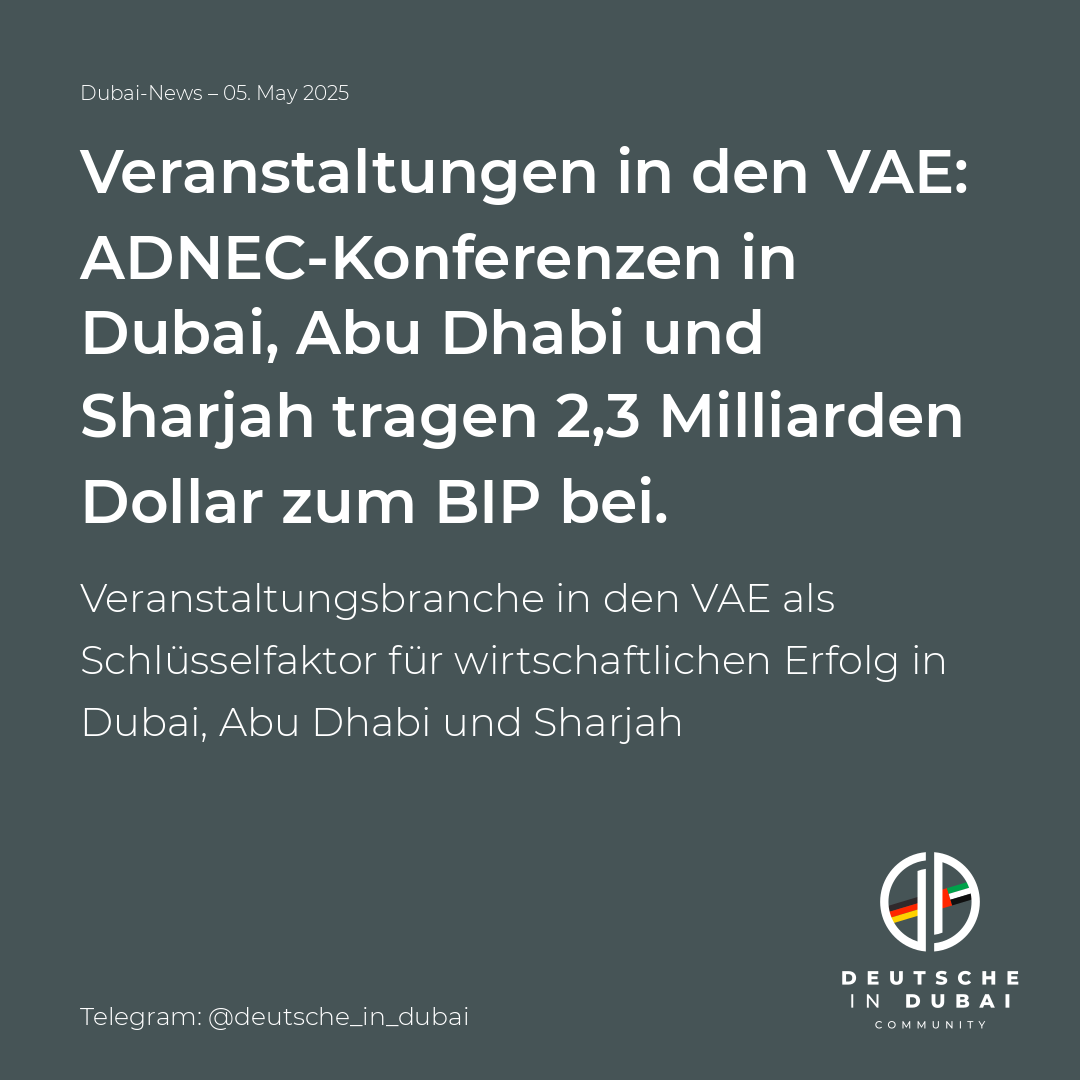 Dubai-News – 05. May 2025
Veranstaltungen in den VAE:
ADNEC-Konferenzen in
Dubai, Abu Dhabi und
Sharjah tragen 2,3 Milliarden
Dollar zum BIP bei.
Veranstaltungsbranche in den VAE als
Schlüsselfaktor für wirtschaftlichen Erfolg in
Dubai, Abu Dhabi und Sharjah
DEUTSCHE
IN DUBAI
COMMUNITY
Telegram: @deutsche_in_dubai